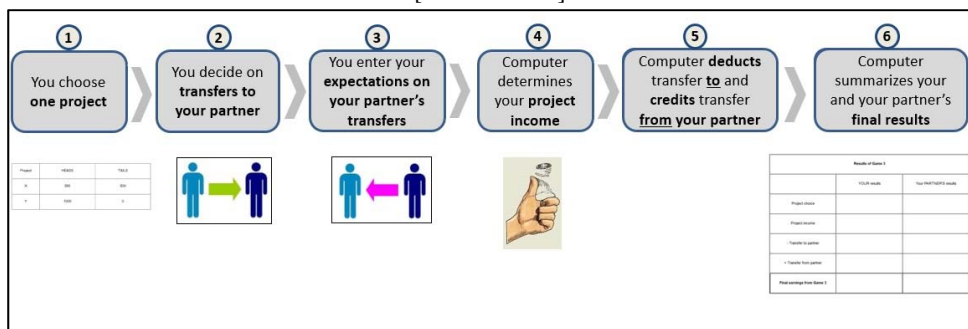 1
You choose
one project
2
You decide on
transfers to
your partner
3
You enter your
expectations on
your partner's
transfers
4
Computer
determines
your project
income
5
Computer deducts
transfer to and
credits transfer
from your partner
6
Computer
summarizes your
and your partner's
final results
Project HEADS TAILS
Results of Game 3
YOUR results Your PARTNER'S results
Project choice
Project income
- Transfer to partner
+ Transfer from partner
Final earnings from Game 3